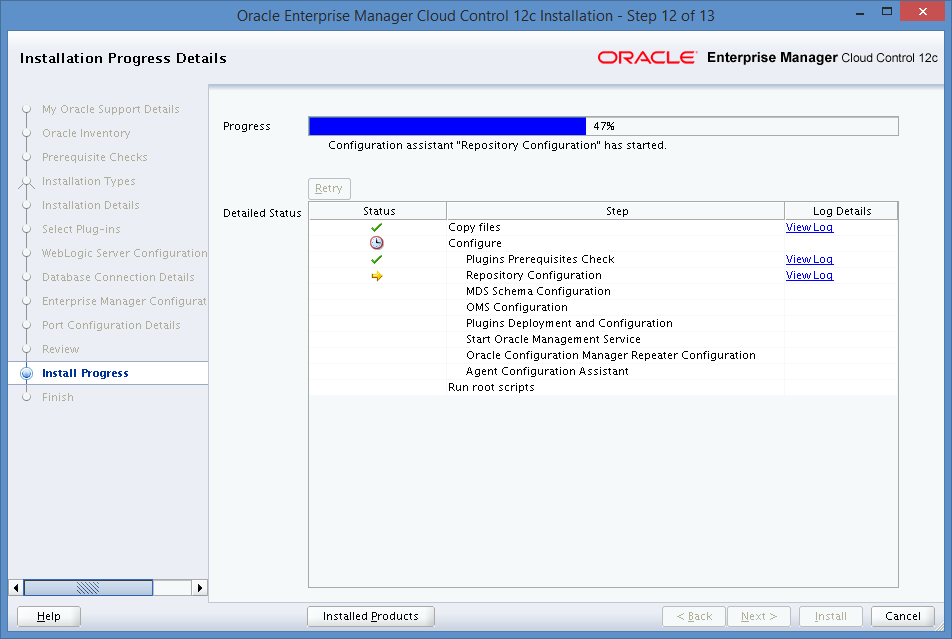 Oracle Enterprise Manager Cloud Control 12c Installation - Step 12 of 13
Installation Progress Details
ORACLE Enterprise Manager Cloud Control 12c
My Oracle Support Details
Oracle Inventory
Prerequisite Checks
Installation Types
Installation Details
Select Plug-ins
WebLogic Server Configuration
Database Connection Details
Enterprise Manager Configurat
Port Configuration Details
Review
Install Progress
Finish
Progress
47%
Configuration assistant "Repository Configuration" has started.
Retry
Detailed Status
Status Step Log Details
Copy files View Log
Configure
Plugins Prerequisites Check View Log
Repository Configuration View Log
MDS Schema Configuration
OMS Configuration
Plugins Deployment and Configuration
Start Oracle Management Service
Oracle Configuration Manager Repeater Configuration
Agent Configuration Assistant
Run root scripts
Help Installed Products < Back Next > Install Cancel